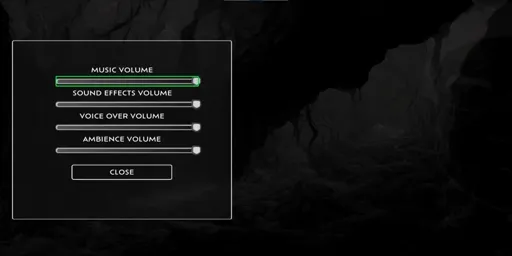 MUSIC VOLUME
SOUND EFFECTS VOLUME
VOICE OVER VOLUME
AMBIENCE VOLUME
CLOSE